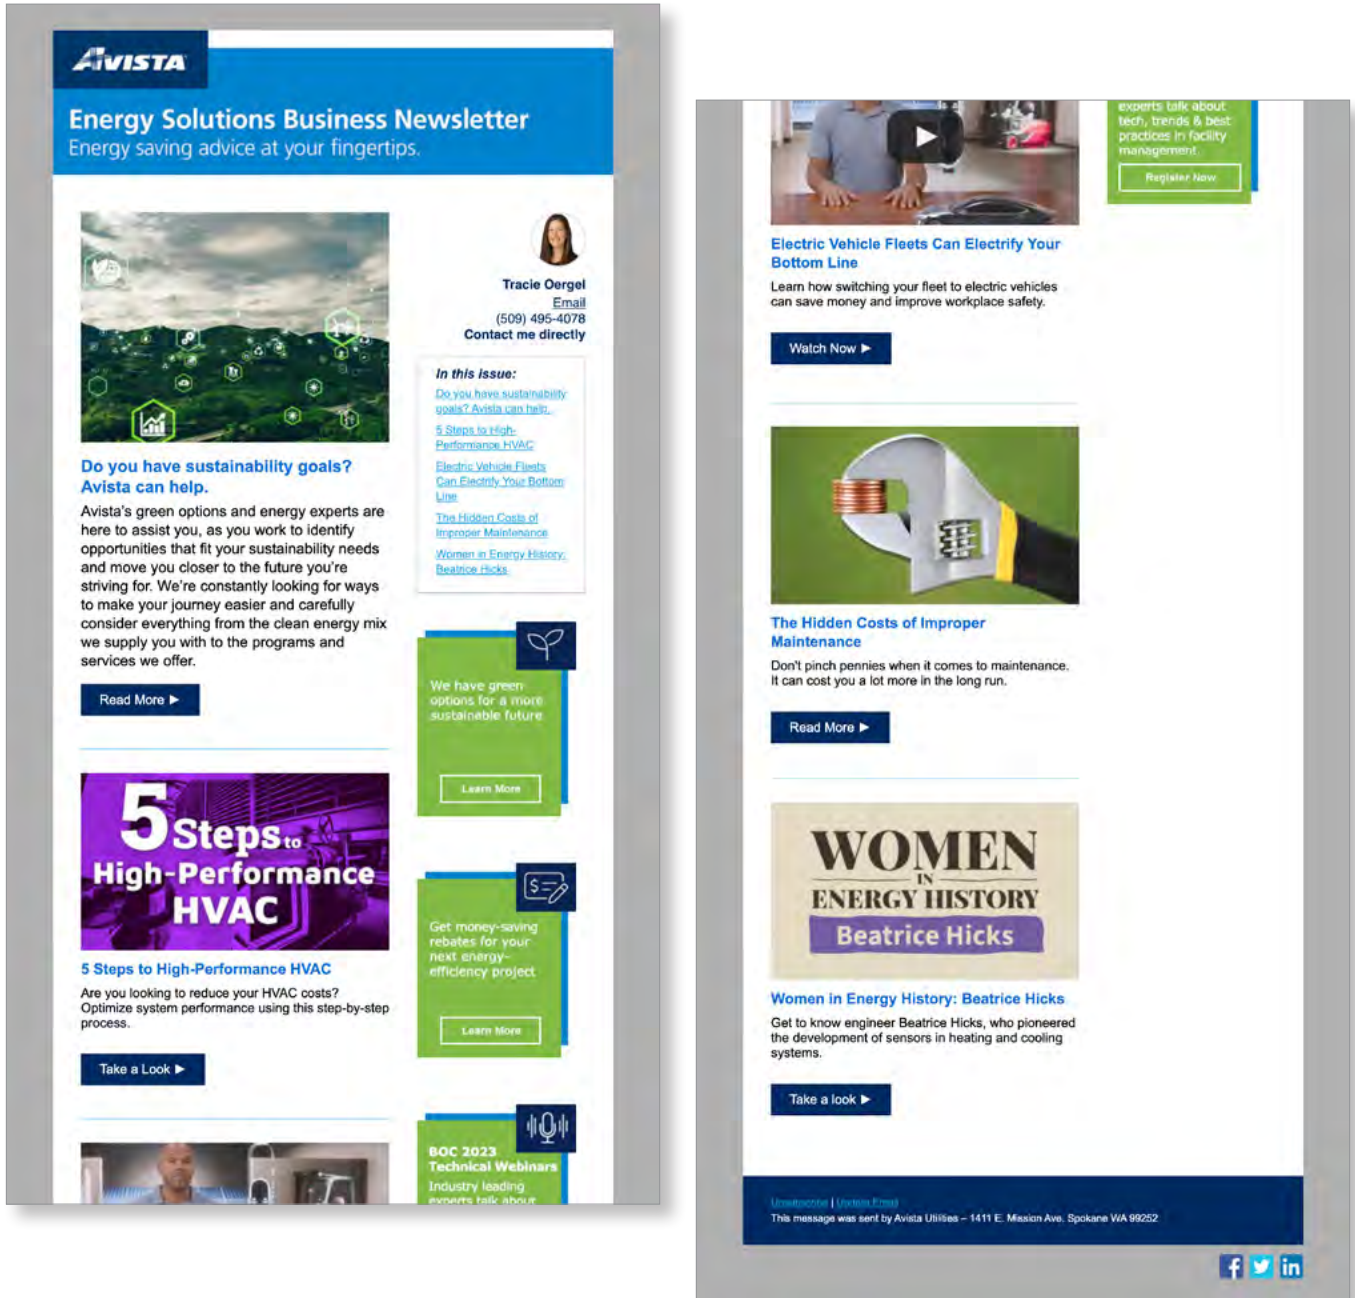 AVISTA
Energy Solutions Business Newsletter
Energy saving advice at your fingertips.
Do you have sustainability goals?
Avista can help.
Avista's green options and energy experts are
here to assist you, as you work to identify
opportunities that fit your sustainability needs
and move you closer to the future you're
striving for. We're constantly looking for ways
to make your journey easier and carefully
consider everything from the clean energy mix
we supply you with to the programs and
services we offer.
Read More ►
5 Steps to
High-Performance
HVAC
5 Steps to High-Performance HVAC
Are you looking to reduce your HVAC costs?
Optimize system performance using this step-by-step
process.
Take a Look ►
Tracie Oergel
Email
(509) 495-4078
Contact me directly
In this issue:
Do you have sustainability
goals? Avista can help.
5 Steps to High-
Performance HVAC
Electric Vehicle Fleets
Can Electrify Your Bottom
Line
The Hidden Costs of
Improper Maintenance
Women in Energy History:
Beatrice Hicks
We have green
options for a more
sustainable future
Learn More
Get money-saving
rebates for your
next energy-
efficiency project
Learn More
BOC 2023
Technical Webinars
Industry leading
experts talk about
experts talk about
tech, trends & best
practices in facility
management.
Register Now
Electric Vehicle Fleets Can Electrify Your
Bottom Line
Learn how switching your fleet to electric vehicles
can save money and improve workplace safety.
Watch Now ►
The Hidden Costs of Improper
Maintenance
Don't pinch pennies when it comes to maintenance.
It can cost you a lot more in the long run.
Read More ►
WOMEN
IN
ENERGY HISTORY
Beatrice Hicks
Women in Energy History: Beatrice Hicks
Get to know engineer Beatrice Hicks, who pioneered
the development of sensors in heating and cooling
systems.
Take a look ►
Unsubscribe | Update Email
This message was sent by Avista Utilities – 1411 E. Mission Ave. Spokane WA 99252